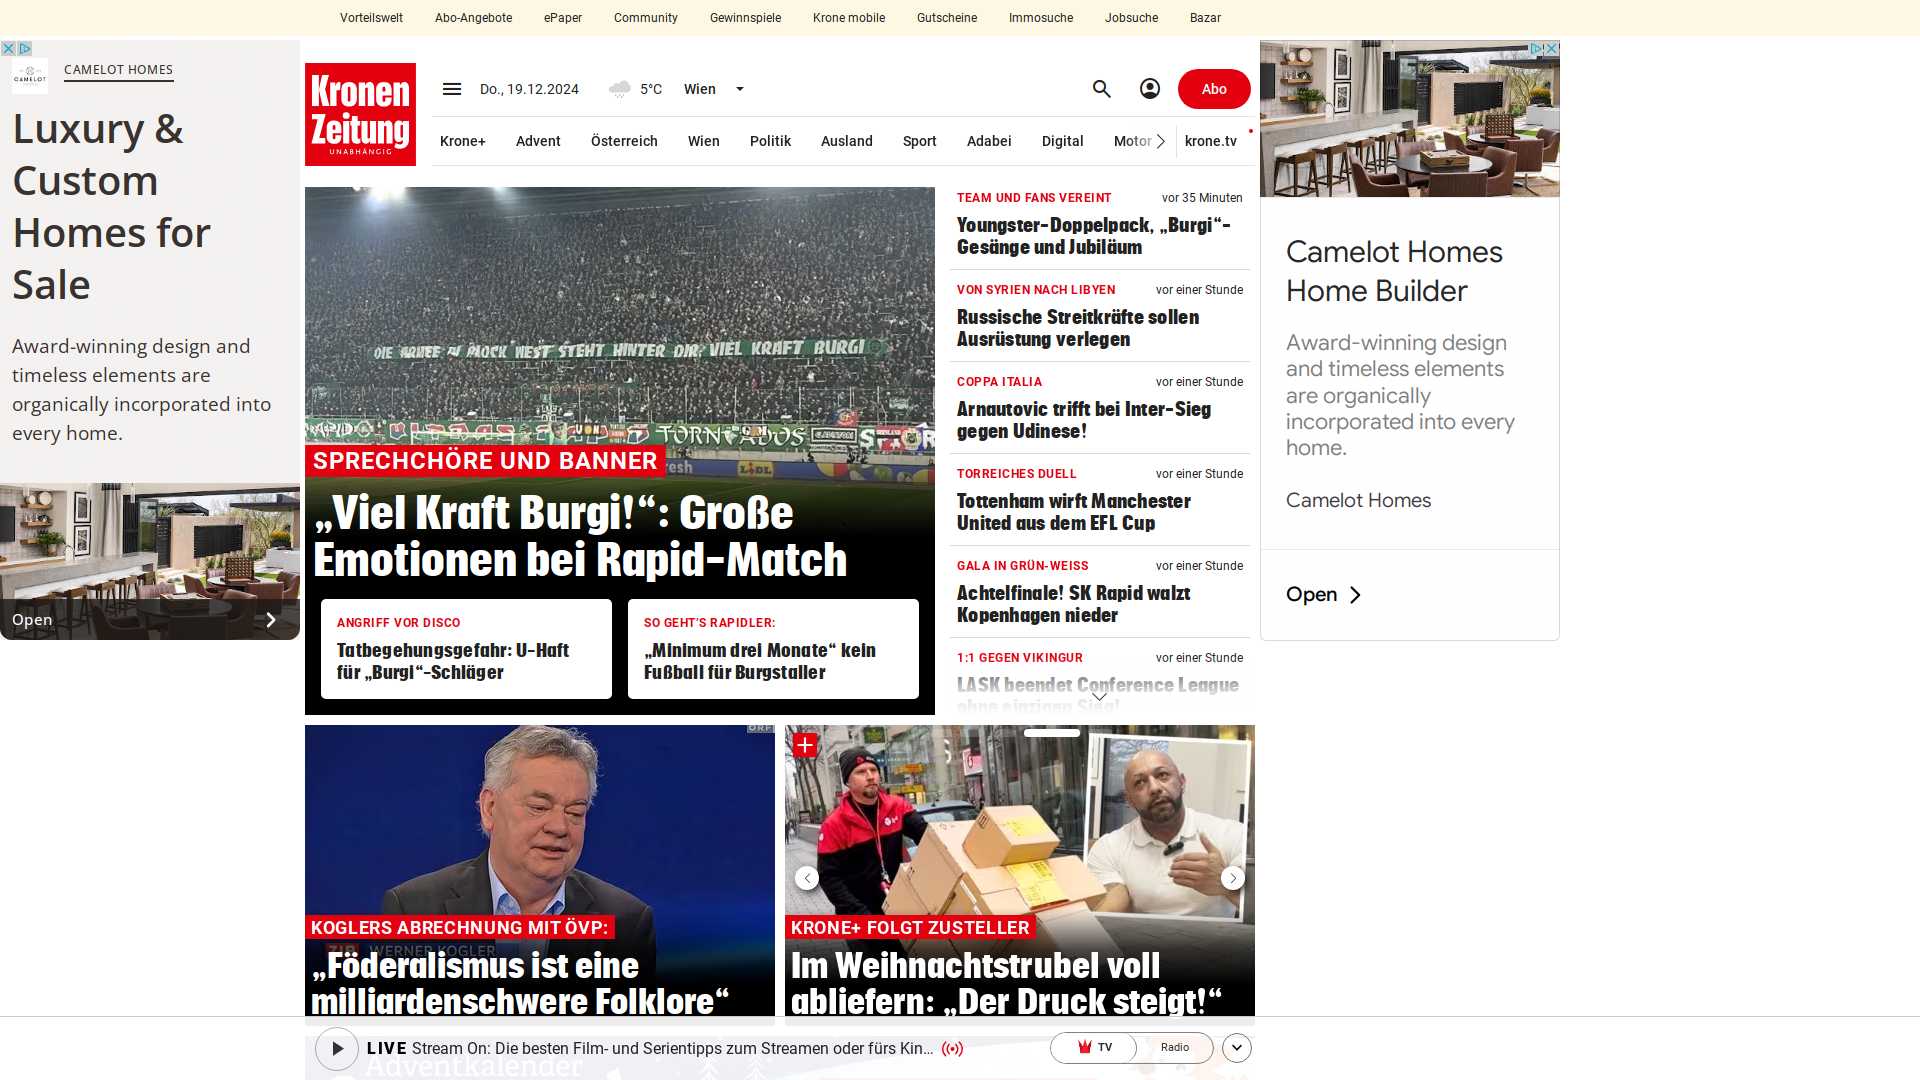 Vorteilswelt Abo-Angebote ePaper Community Gewinnspiele Krone mobile Gutscheine Immosuche Jobsuche Bazar
CAMELOT
CAMELOT HOMES
Luxury &
Custom
Homes for
Sale
Award-winning design and
timeless elements are
organically incorporated into
every home.
Open
Kronen
Zeitung
UNABHÄNGIG
Do., 19.12.2024 5°C Wien Abo
Krone+ Advent Österreich Wien Politik Ausland Sport Adabei Digital Motor krone.tv
DIE ARMEE AU BLOCK WEST STEHT HINTER DIR! VIEL KRAFT BURGI
TORNADOS
LIDL
SPRECHCHÖRE UND BANNER
„Viel Kraft Burgi!“: Große
Emotionen bei Rapid-Match
ANGRIFF VOR DISCO
Tatbegehungsgefahr: U-Haft
für „Burgi“-Schläger
SO GEHT’S RAPIDLER:
„Minimum drei Monate“ kein
Fußball für Burgstaller
TEAM UND FANS VEREINT vor 35 Minuten
Youngster-Doppelpack, „Burgi“-
Gesänge und Jubiläum
VON SYRIEN NACH LIBYEN vor einer Stunde
Russische Streitkräfte sollen
Ausrüstung verlegen
COPPA ITALIA vor einer Stunde
Arnautovic trifft bei Inter-Sieg
gegen Udinese!
TORREICHES DUELL vor einer Stunde
Tottenham wirft Manchester
United aus dem EFL Cup
GALA IN GRÜN-WEISS vor einer Stunde
Achtelfinale! SK Rapid walzt
Kopenhagen nieder
1:1 GEGEN VIKINGUR vor einer Stunde
LASK beendet Conference League
ohne einzigen Sieg!
Camelot Homes
Home Builder
Award-winning design
and timeless elements
are organically
incorporated into every
home.
Camelot Homes
Open
ORF
KOGLERS ABRECHNUNG MIT ÖVP:
ZIB WERNER KOGLER
„Föderalismus ist eine
milliardenschwere Folklore“
KRONE+ FOLGT ZUSTELLER
Im Weihnachtstrubel voll
abliefern: „Der Druck steigt!“
LIVE Stream On: Die besten Film- und Serientipps zum Streamen oder fürs Kin... TV Radio
Adventkalender